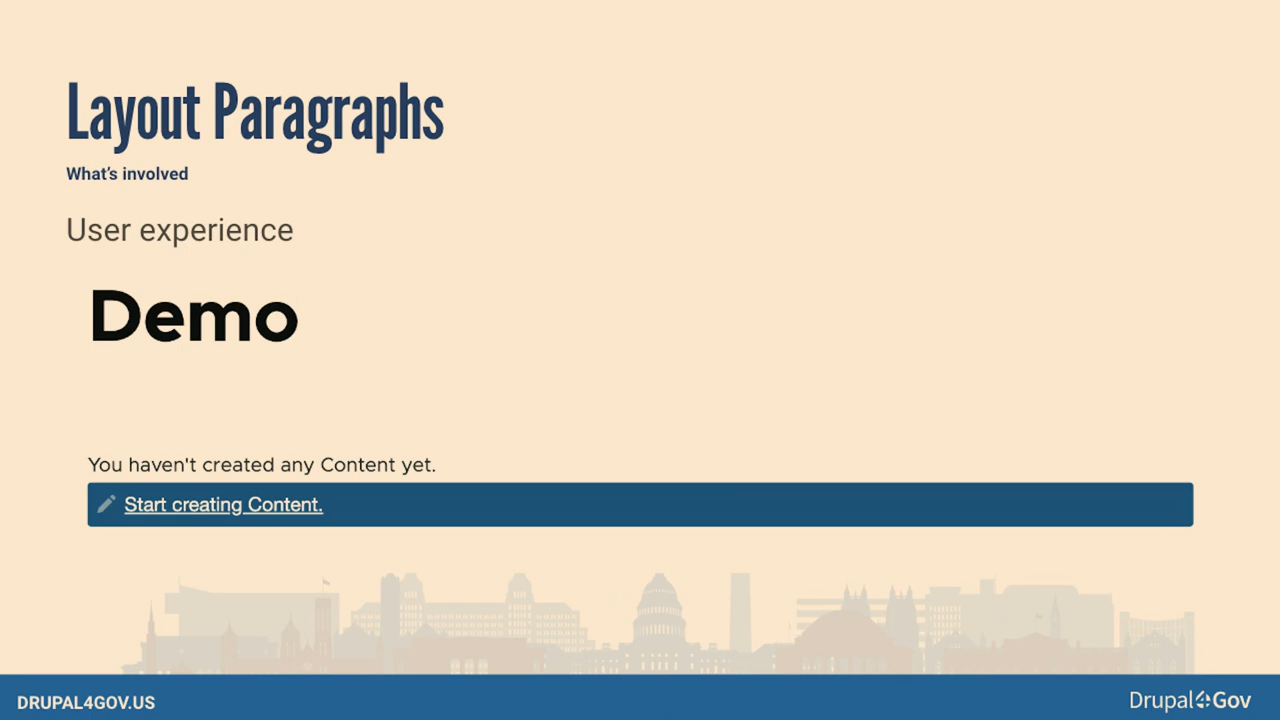 Layout Paragraphs
What's involved
User experience
Demo
You haven't created any Content yet.
Start creating Content.
DRUPAL4GOV.US
Drupal4Gov